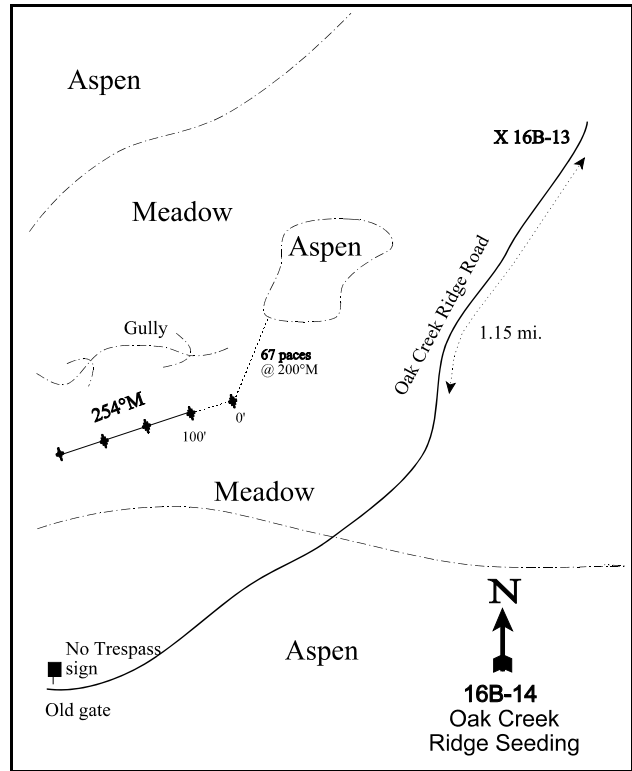 Aspen
X 16B-13
Meadow
Aspen
Oak Creek Ridge Road
Gully
1.15 mi.
67 paces
@ 200°M
254°M
0'
100'
Meadow
N
No Trespass
sign
Aspen
Old gate
16B-14
Oak Creek
Ridge Seeding